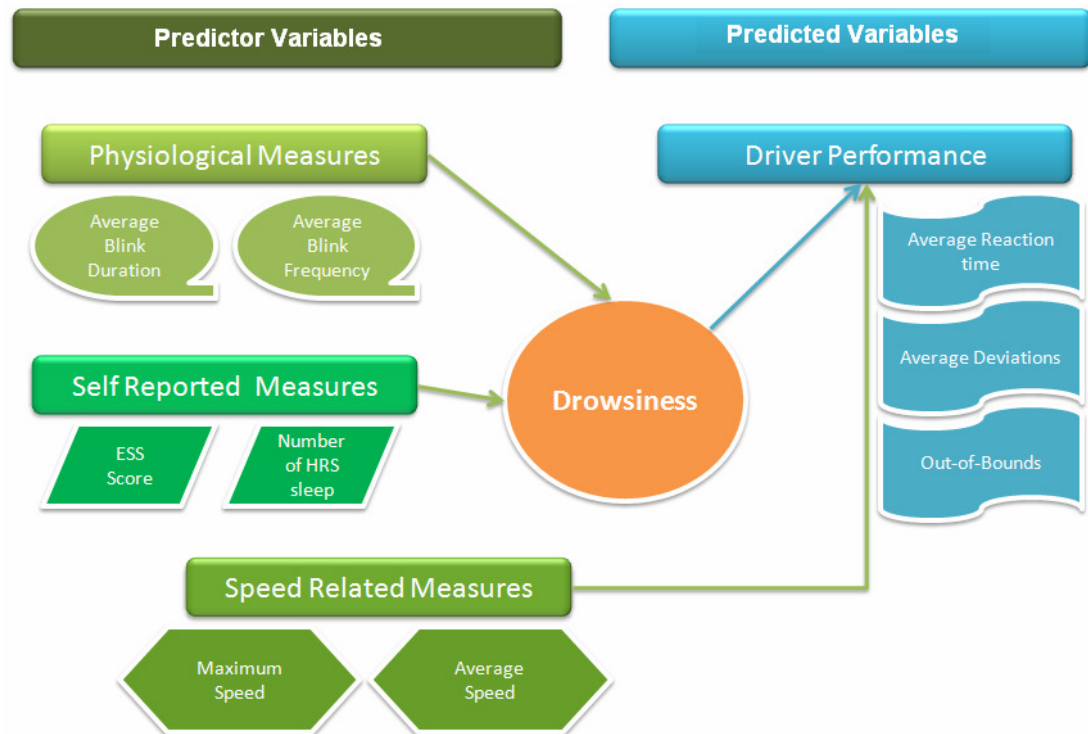 Predictor Variables
Predicted Variables
Physiological Measures
Driver Performance
Average
Blink
Duration
Average
Blink
Frequency
Average Reaction
time
Self Reported  Measures
Drowsiness
Average Deviations
ESS
Score
Number
of HRS
sleep
Out-of-Bounds
Speed Related Measures
Maximum
Speed
Average
Speed